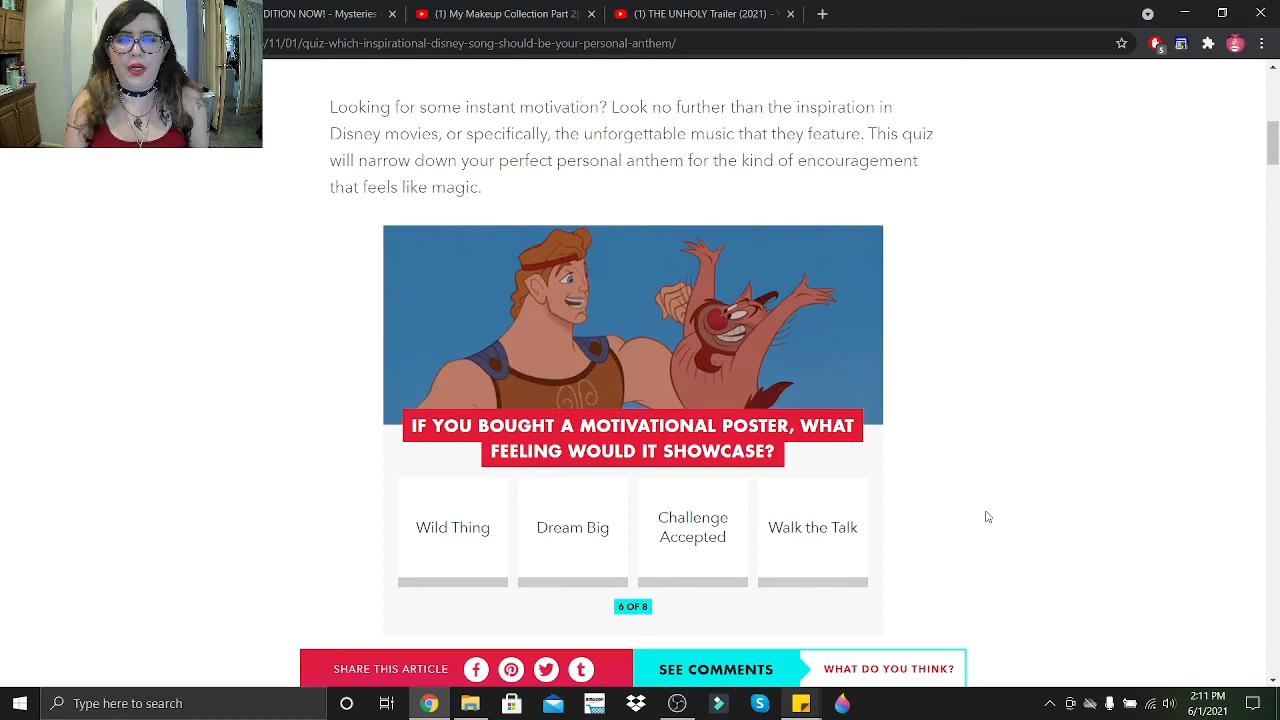 DITION NOW! - Mysteries
(1) My Makeup Collection Part 2|
(1) THE UNHOLY Trailer (2021) -
/11/01/quiz-which-inspirational-disney-song-should-be-your-personal-anthem/
5
Looking for some instant motivation? Look no further than the inspiration in
Disney movies, or specifically, the unforgettable music that they feature. This quiz
will narrow down your perfect personal anthem for the kind of encouragement
that feels like magic.
IF YOU BOUGHT A MOTIVATIONAL POSTER, WHAT
FEELING WOULD IT SHOWCASE?
Wild Thing
Dream Big
Challenge
Accepted
Walk the Talk
6 OF 8
SHARE THIS ARTICLE
SEE COMMENTS
WHAT DO YOU THINK?
Type here to search
amazon
2:11 PM
6/1/2021